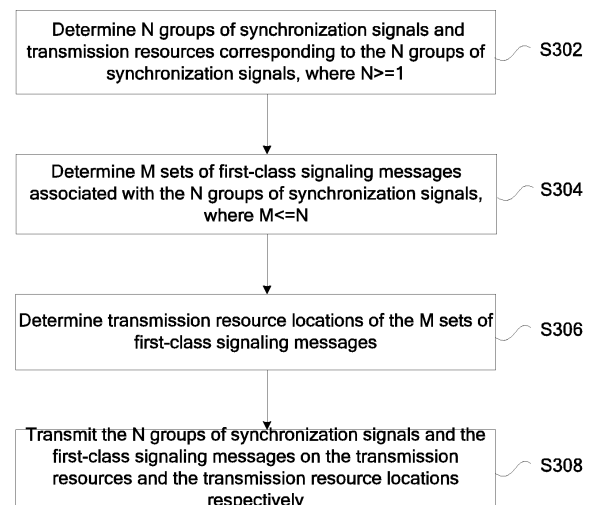 Determine N groups of synchronization signals and
transmission resources corresponding to the N groups of
synchronization signals, where N>=1
S302
Determine M sets of first-class signaling messages
associated with the N groups of synchronization signals,
where M<=N
S304
Determine transmission resource locations of the M sets of
first-class signaling messages
S306
Transmit the N groups of synchronization signals and the
first-class signaling messages on the transmission
resources and the transmission resource locations
respectively
S308